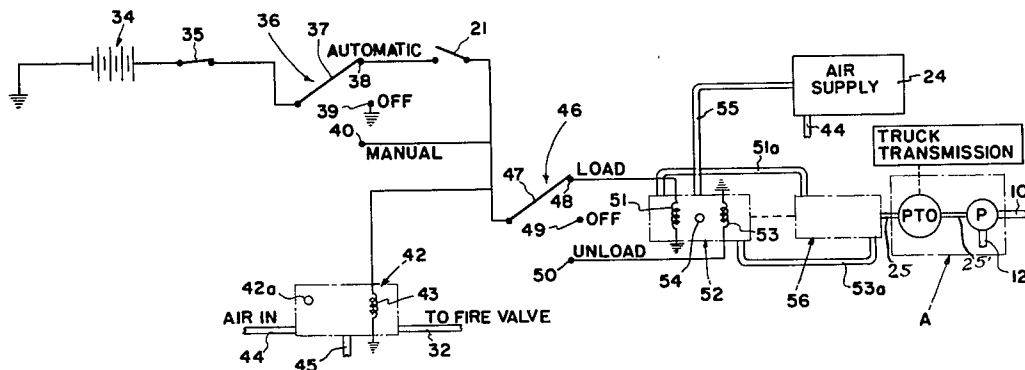 34
35
36
37
AUTOMATIC
38
21
39
OFF
40
MANUAL
46
47
LOAD
48
49
OFF
50
UNLOAD
AIR
SUPPLY
24
44
55
51a
TRUCK
TRANSMISSION
51
53
54
52
56
53a
25
PTO
25'
P
10
12
A
42
42a
43
AIR IN
44
45
TO FIRE VALVE
32